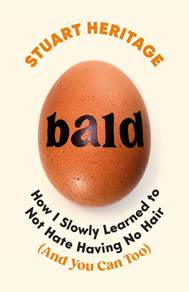 STUART HERITAGE
bald
How I Slowly Learned to
Not Hate Having No Hair
(And You Can Too)